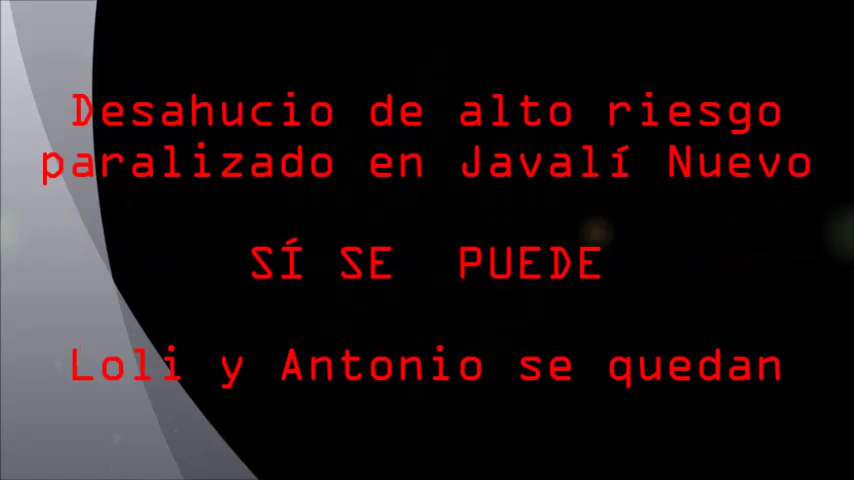 Desahucio de alto riesgo
paralizado en Javalí Nuevo
SÍ SE PUEDE
Loli y Antonio se quedan